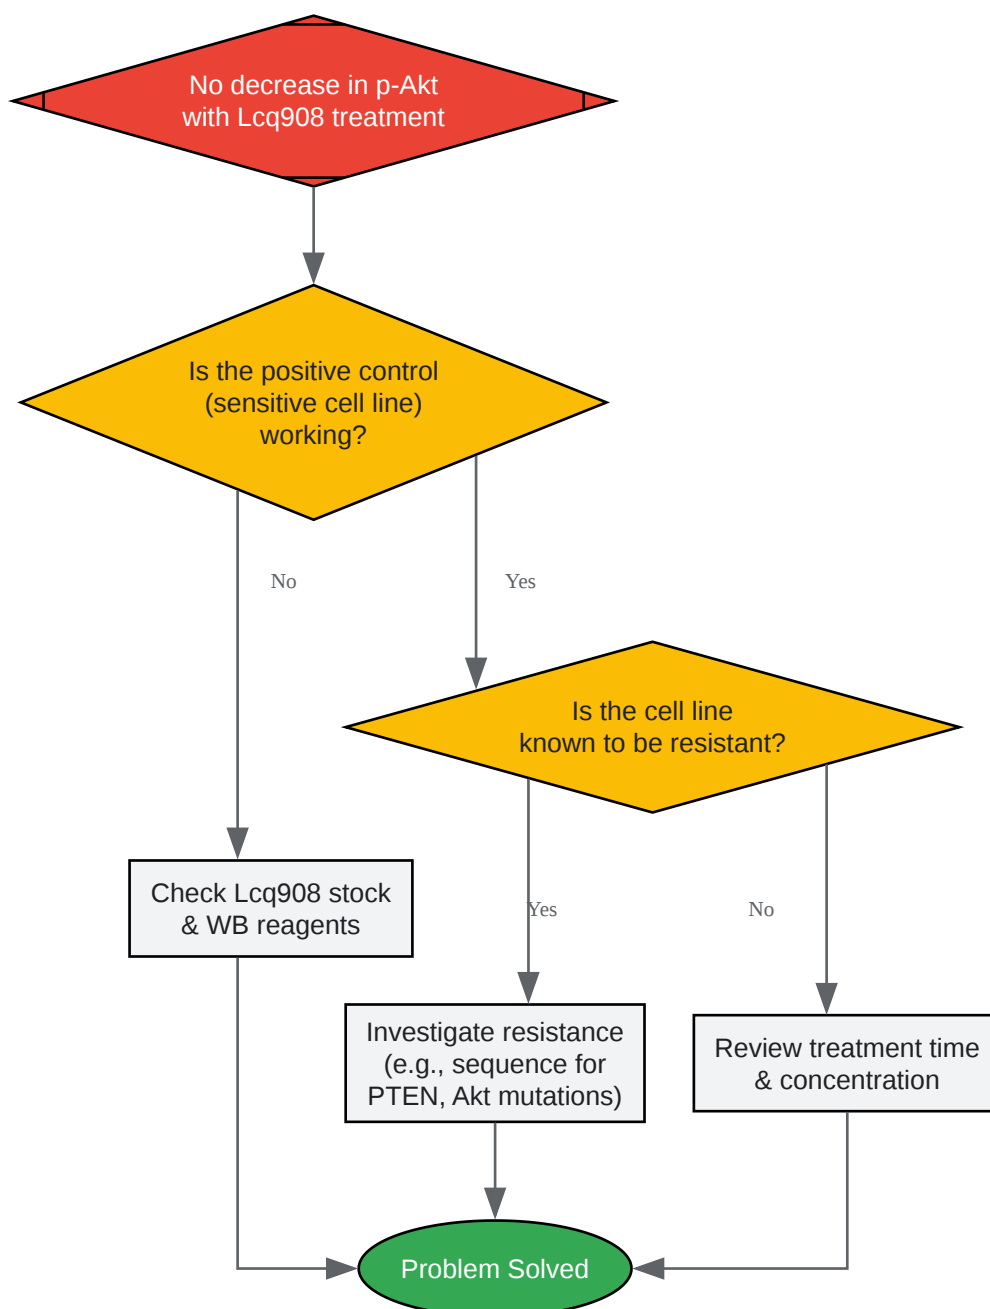 No decrease in p-Akt
with Lcq908 treatment
Is the positive control
(sensitive cell line)
working?
No
Yes
Is the cell line
known to be resistant?
Check Lcq908 stock
& WB reagents
Yes
No
Investigate resistance
(e.g., sequence for
PTEN, Akt mutations)
Review treatment time
& concentration
Problem Solved